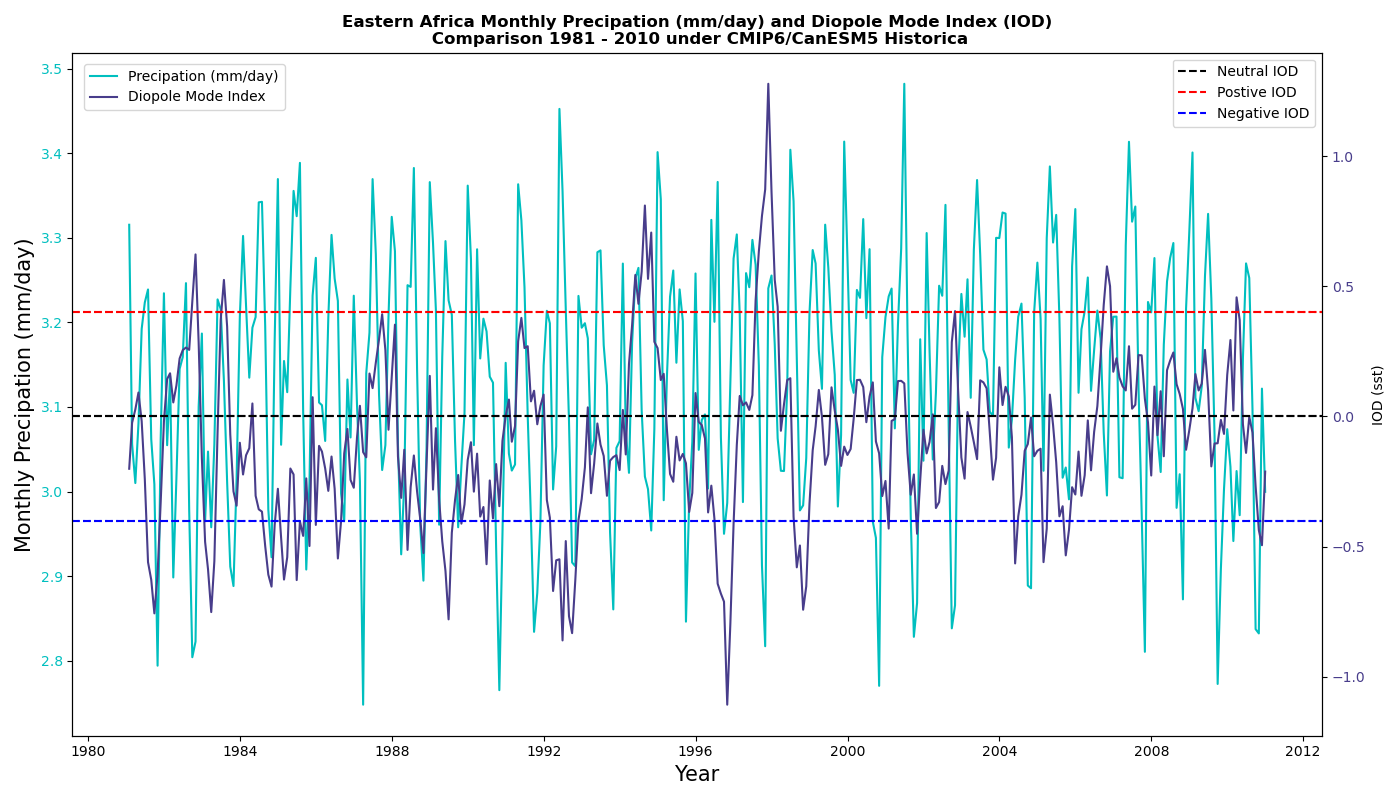 Eastern Africa Monthly Precipation (mm/day) and Diopole Mode Index (IOD)
Comparison 1981 - 2010 under CMIP6/CanESM5 Historica
Precipation (mm/day)
Diopole Mode Index
Neutral IOD
Postive IOD
Negative IOD
Monthly Precipation (mm/day)
3.5
3.4
3.3
3.2
3.1
3.0
2.9
2.8
1.0
0.5
0.0
−0.5
−1.0
IOD (sst)
1980 1984 1988 1992 1996 2000 2004 2008 2012
Year